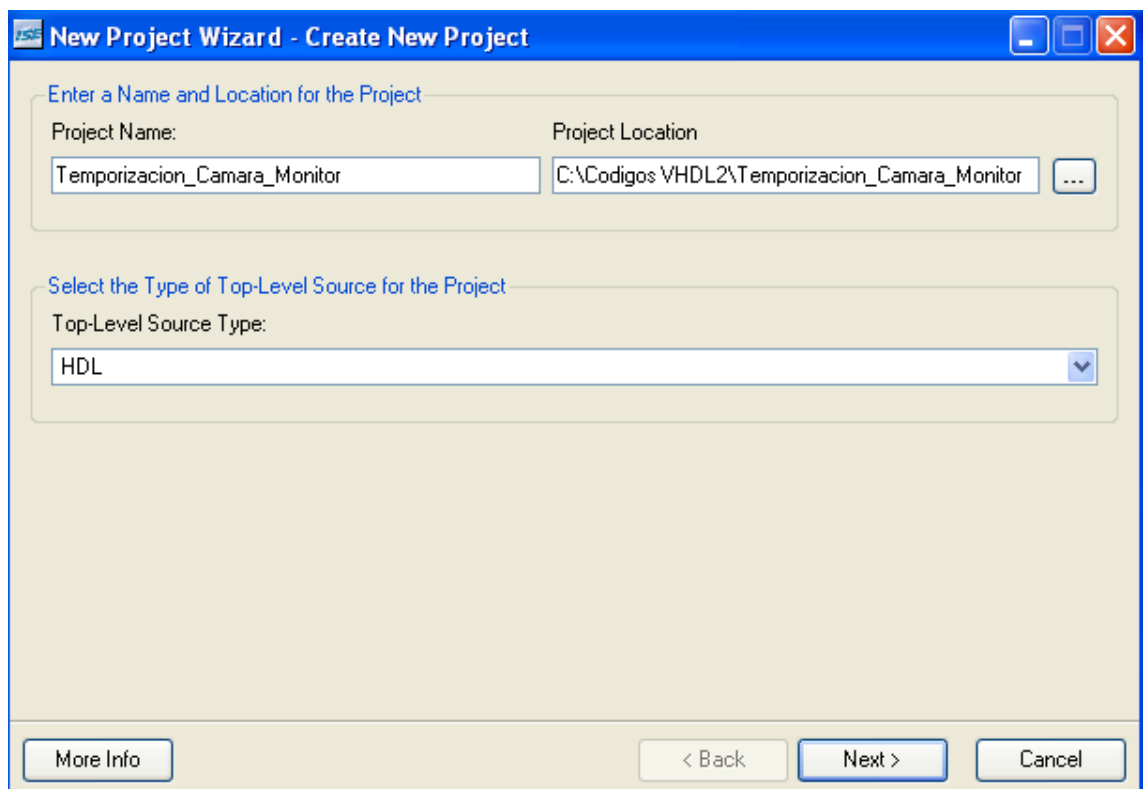 ISE New Project Wizard - Create New Project
Enter a Name and Location for the Project
Project Name: Project Location
Temporizacion_Camara_Monitor C:\Codigos VHDL2\Temporizacion_Camara_Monitor ...
Select the Type of Top-Level Source for the Project
Top-Level Source Type:
HDL
More Info < Back Next > Cancel